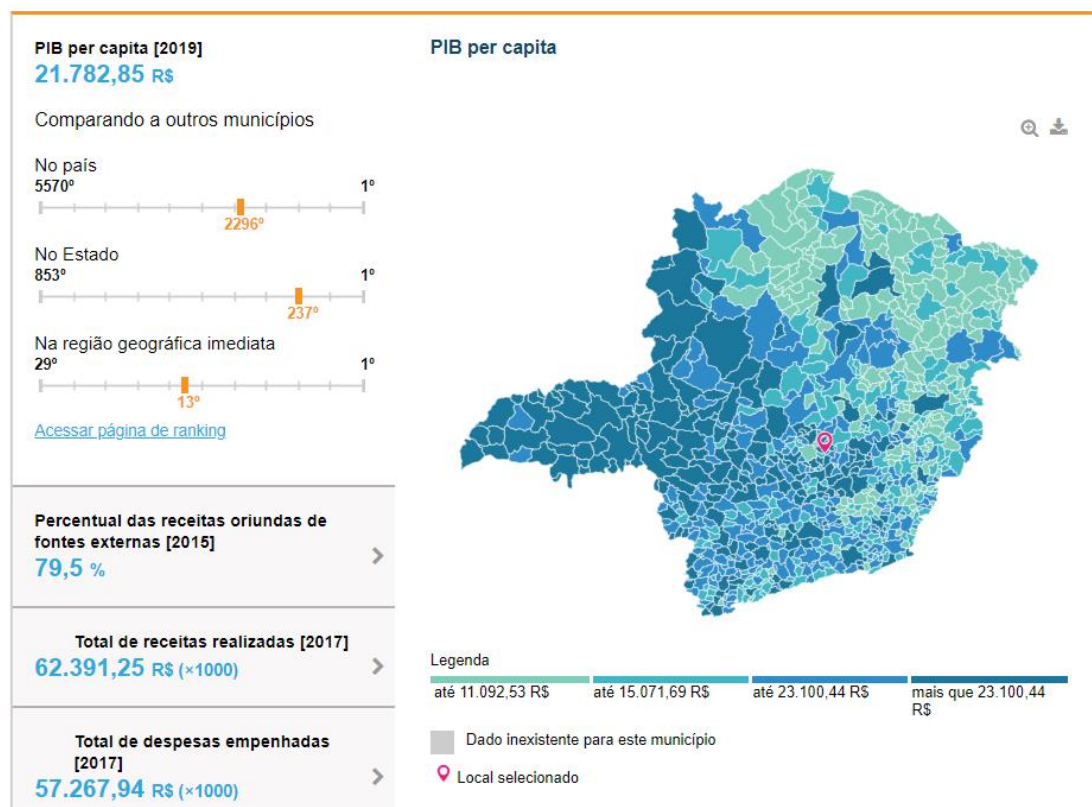 PIB per capita [2019]
21.782,85 R$
Comparando a outros municípios
No país
5570º 1º
2296º
No Estado
853º 1º
237º
Na região geográfica imediata
29º 1º
13º
Acessar página de ranking
Percentual das receitas oriundas de
fontes externas [2015]
79,5 %
Total de receitas realizadas [2017]
62.391,25 R$ (×1000)
Total de despesas empenhadas
[2017]
57.267,94 R$ (×1000)
PIB per capita
Legenda
até 11.092,53 R$ até 15.071,69 R$ até 23.100,44 R$ mais que 23.100,44
R$
Dado inexistente para este município
Local selecionado